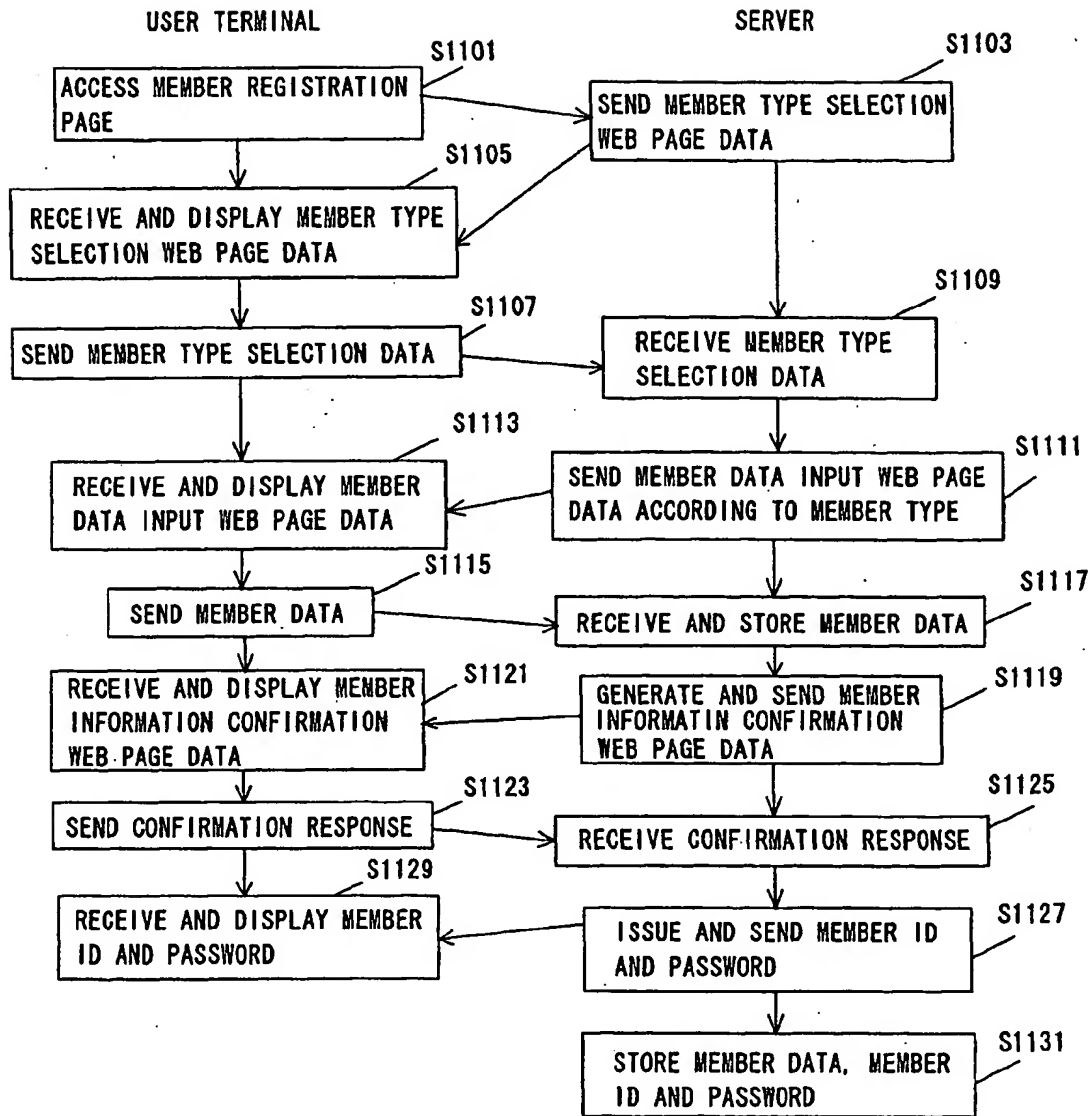 USER TERMINAL
SERVER
S1101
S1103
ACCESS MEMBER REGISTRATION
PAGE
SEND MEMBER TYPE SELECTION
WEB PAGE DATA
S1105
RECEIVE AND DISPLAY MEMBER TYPE
SELECTION WEB PAGE DATA
S1107
S1109
SEND MEMBER TYPE SELECTION DATA
RECEIVE MEMBER TYPE
SELECTION DATA
S1113
S1111
RECEIVE AND DISPLAY MEMBER
DATA INPUT WEB PAGE DATA
SEND MEMBER DATA INPUT WEB PAGE
DATA ACCORDING TO MEMBER TYPE
S1115
S1117
SEND MEMBER DATA
RECEIVE AND STORE MEMBER DATA
S1121
S1119
RECEIVE AND DISPLAY MEMBER
INFORMATION CONFIRMATION
WEB PAGE DATA
GENERATE AND SEND MEMBER
INFORMATIN CONFIRMATION
WEB PAGE DATA
S1123
S1125
SEND CONFIRMATION RESPONSE
RECEIVE CONFIRMATION RESPONSE
S1129
S1127
RECEIVE AND DISPLAY MEMBER
ID AND PASSWORD
ISSUE AND SEND MEMBER ID
AND PASSWORD
S1131
STORE MEMBER DATA, MEMBER
ID AND PASSWORD